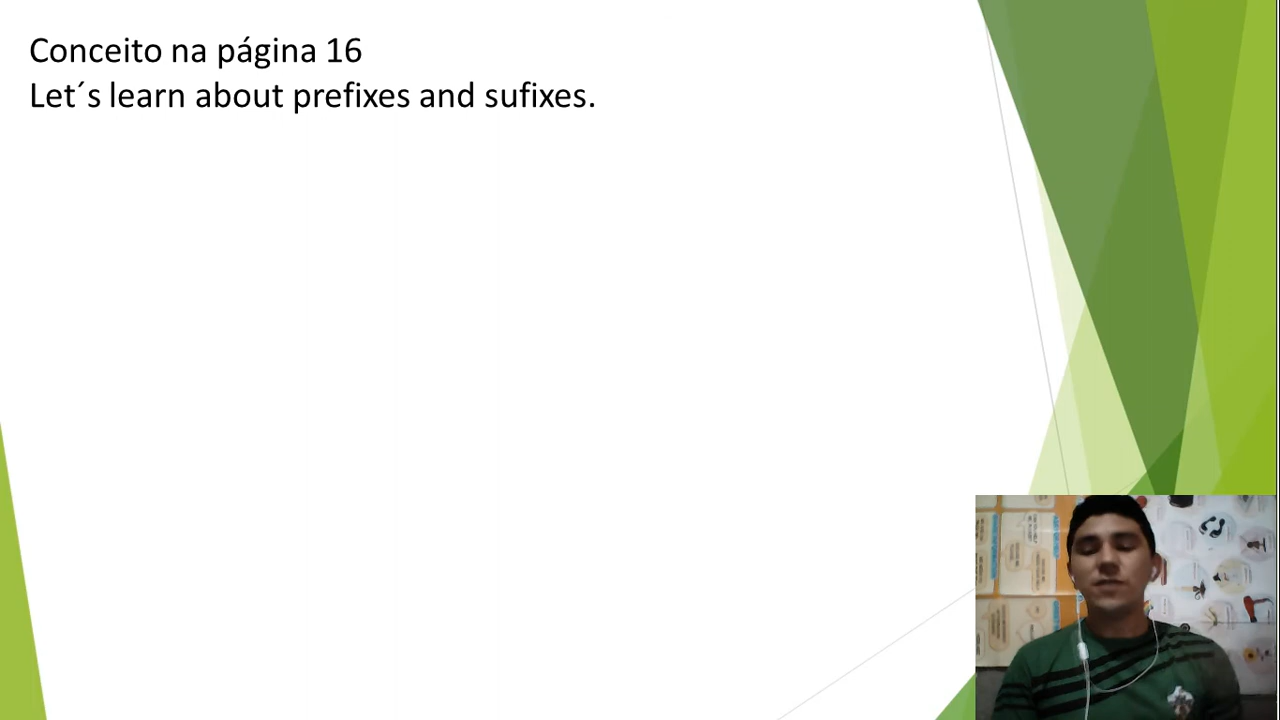 Conceito na página 16
Let´s learn about prefixes and sufixes.